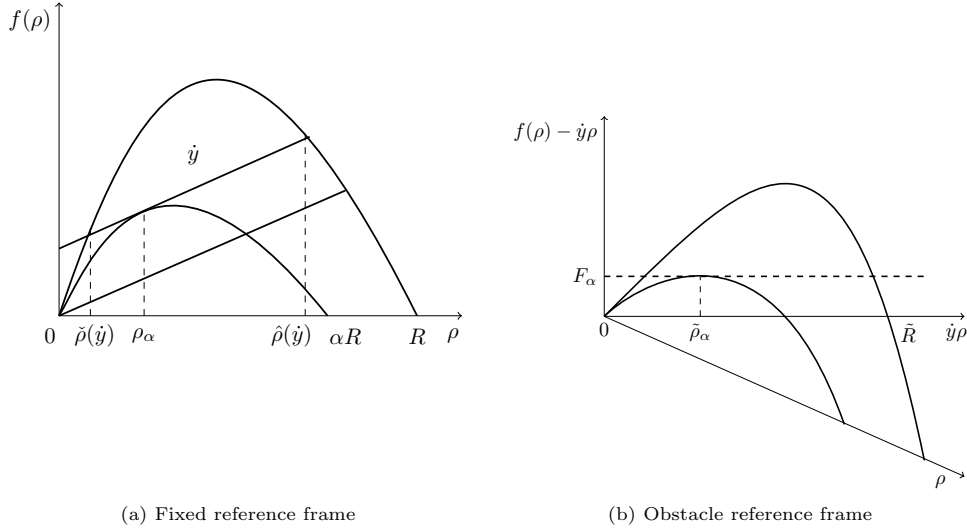 f(ρ)
ẏ
0 ρ̌(ẏ) ρ_α ρ̂(ẏ) αR R ρ
(a) Fixed reference frame
f(ρ) − ẏρ
F_α
0 ρ̃_α R̃ ẏρ
ρ
(b) Obstacle reference frame